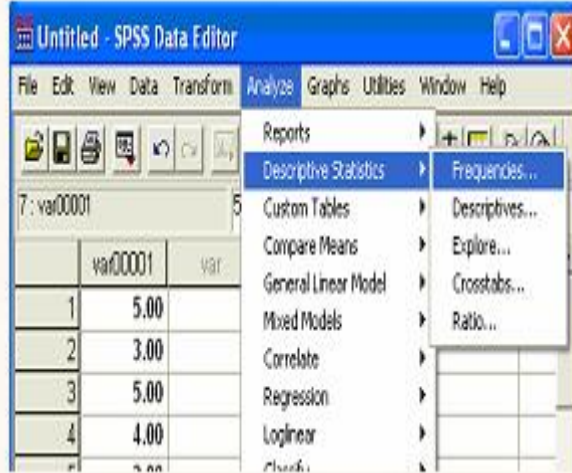 Untitled - SPSS Data Editor
File Edit View Data Transform Analyze Graphs Utilities Window Help
Reports
Descriptive Statistics
Frequencies...
7 : var00001
Custom Tables
Descriptives...
var00001
var
Compare Means
Explore...
General Linear Model
Crosstabs...
1 5.00
Mixed Models
Ratio...
2 3.00
Correlate
3 5.00
Regression
4 4.00
Loglinear
Classify